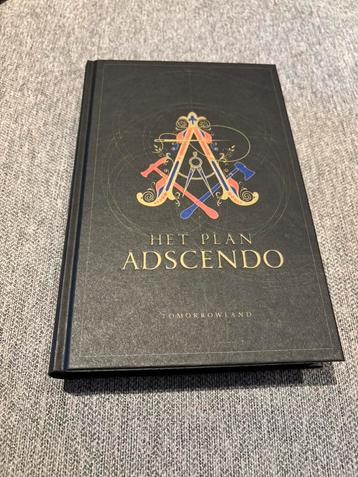 HET PLAN
ADSCENDO
TOMORROWLAND